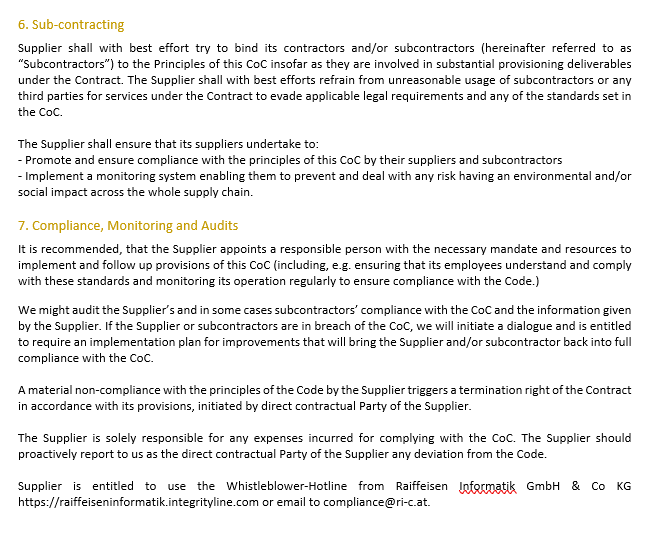 6. Sub-contracting
Supplier shall with best effort try to bind its contractors and/or subcontractors (hereinafter referred to as
“Subcontractors”) to the Principles of this CoC insofar as they are involved in substantial provisioning deliverables
under the Contract. The Supplier shall with best efforts refrain from unreasonable usage of subcontractors or any
third parties for services under the Contract to evade applicable legal requirements and any of the standards set in
the CoC.
The Supplier shall ensure that its suppliers undertake to:
- Promote and ensure compliance with the principles of this CoC by their suppliers and subcontractors
- Implement a monitoring system enabling them to prevent and deal with any risk having an environmental and/or
social impact across the whole supply chain.
7. Compliance, Monitoring and Audits
It is recommended, that the Supplier appoints a responsible person with the necessary mandate and resources to
implement and follow up provisions of this CoC (including, e.g. ensuring that its employees understand and comply
with these standards and monitoring its operation regularly to ensure compliance with the Code.)
We might audit the Supplier’s and in some cases subcontractors’ compliance with the CoC and the information given
by the Supplier. If the Supplier or subcontractors are in breach of the CoC, we will initiate a dialogue and is entitled
to require an implementation plan for improvements that will bring the Supplier and/or subcontractor back into full
compliance with the CoC.
A material non-compliance with the principles of the Code by the Supplier triggers a termination right of the Contract
in accordance with its provisions, initiated by direct contractual Party of the Supplier.
The Supplier is solely responsible for any expenses incurred for complying with the CoC. The Supplier should
proactively report to us as the direct contractual Party of the Supplier any deviation from the Code.
Supplier is entitled to use the Whistleblower-Hotline from Raiffeisen Informatik GmbH & Co KG
https://raiffeiseninformatik.integrityline.com or email to compliance@ri-c.at.